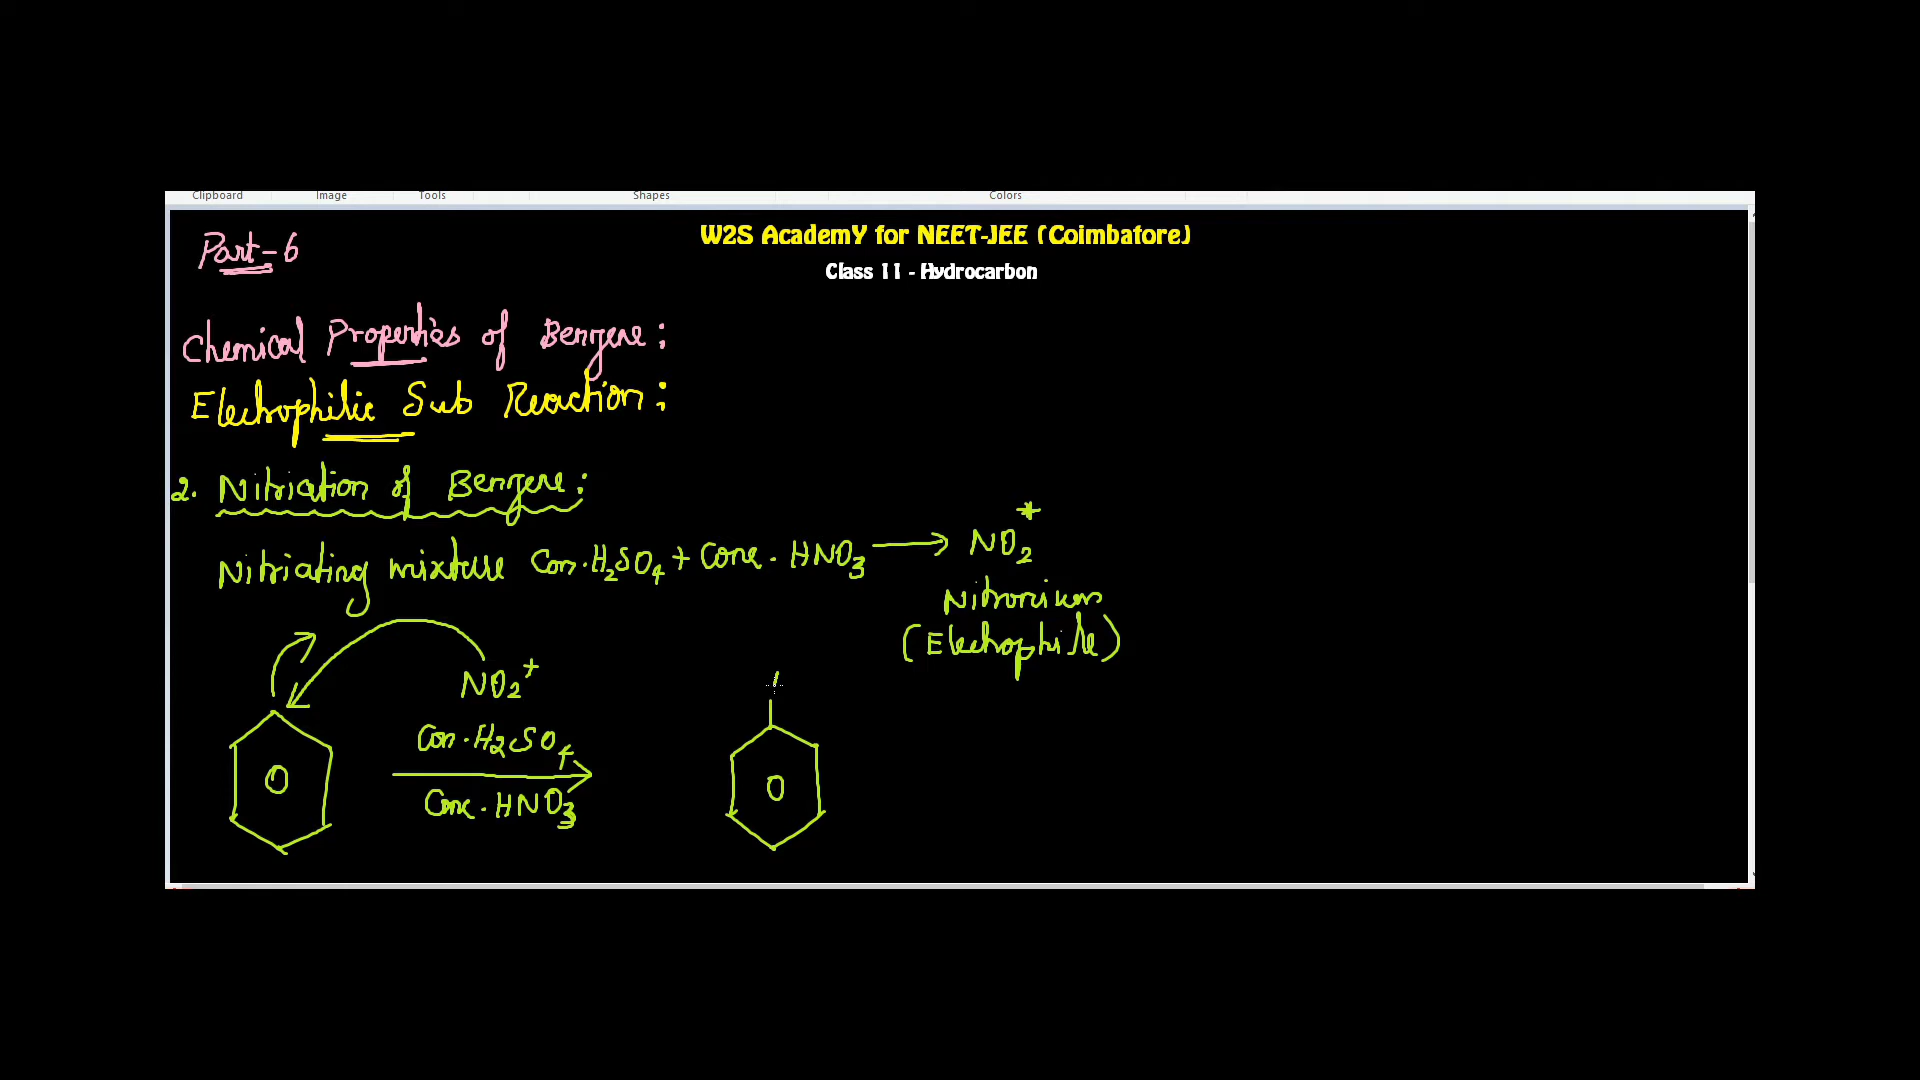 Clipboard Image Tools Shapes Colors
W2S AcademY for NEET-JEE (Coimbatore)
Class 11 - Hydrocarbon
Part-6
Chemical Properties of Benzene:
Electrophilic Sub Reaction:
2. Nitriation of Benzene:
Nitriating mixture Con.H2SO4 + Conc. HNO3 → NO2+
Nitronium
(Electrophile)
NO2+
Con.H2SO4
Conc.HNO3